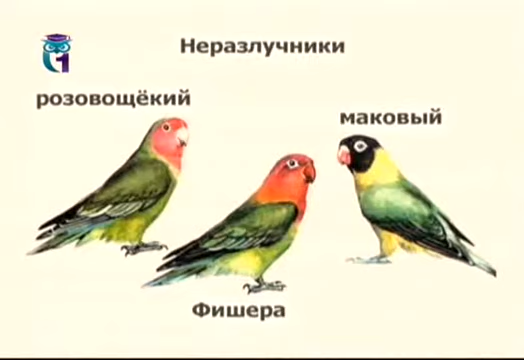 Неразлучники
розовощёкий
маковый
Фишера